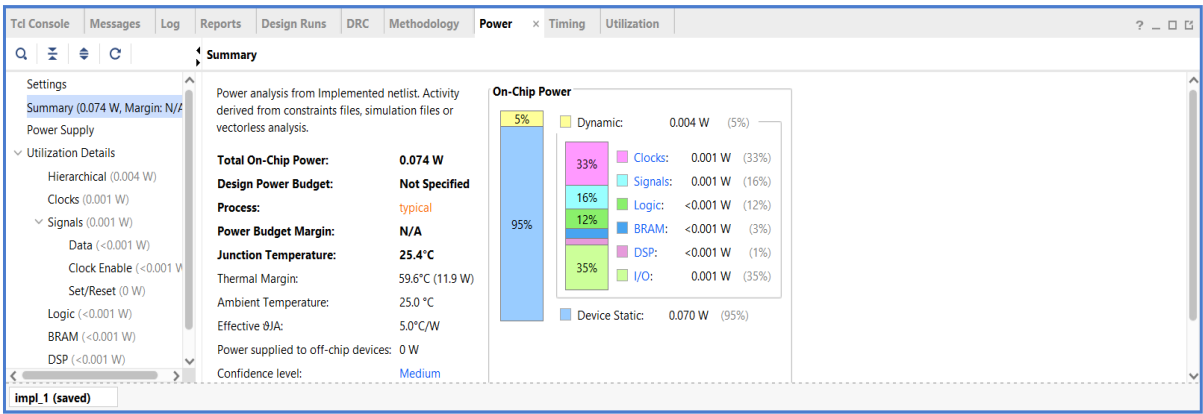 Tcl Console Messages Log Reports Design Runs DRC Methodology Power × Timing Utilization ? _
Summary
Settings
Summary (0.074 W, Margin: N/A
Power Supply
Utilization Details
Hierarchical (0.004 W)
Clocks (0.001 W)
Signals (0.001 W)
Data (<0.001 W)
Clock Enable (<0.001 W
Set/Reset (0 W)
Logic (<0.001 W)
BRAM (<0.001 W)
DSP (<0.001 W)
Power analysis from Implemented netlist. Activity
derived from constraints files, simulation files or
vectorless analysis.
Total On-Chip Power: 0.074 W
Design Power Budget: Not Specified
Process: typical
Power Budget Margin: N/A
Junction Temperature: 25.4°C
Thermal Margin: 59.6°C (11.9 W)
Ambient Temperature: 25.0 °C
Effective ϑJA: 5.0°C/W
Power supplied to off-chip devices: 0 W
Confidence level: Medium
On-Chip Power
5%
95%
Dynamic: 0.004 W (5%)
33%
16%
12%
35%
Clocks: 0.001 W (33%)
Signals: 0.001 W (16%)
Logic: <0.001 W (12%)
BRAM: <0.001 W (3%)
DSP: <0.001 W (1%)
I/O: 0.001 W (35%)
Device Static: 0.070 W (95%)
impl_1 (saved)